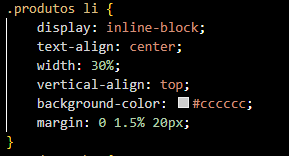 .produtos li {
display: inline-block;
text-align: center;
width: 30%;
vertical-align: top;
background-color: #cccccc;
margin: 0 1.5% 20px;
}